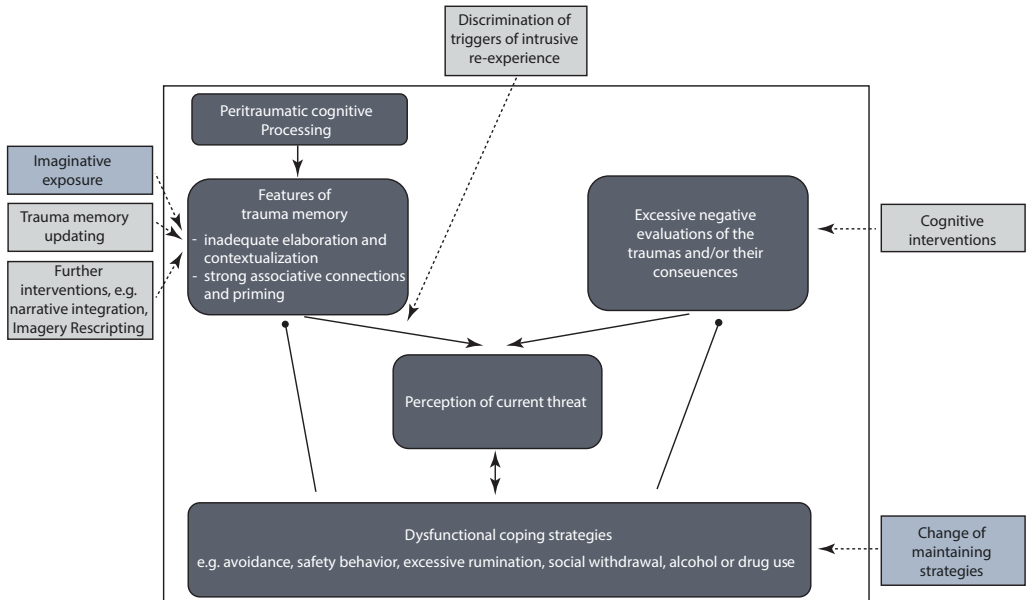 Discrimination of
triggers of intrusive
re-experience
Peritraumatic cognitive
Processing
Imaginative
exposure
Trauma memory
updating
Further
interventions, e.g.
narrative integration,
Imagery Rescripting
Features of
trauma memory
- inadequate elaboration and
contextualization
- strong associative connections
and priming
Excessive negative
evaluations of the
traumas and/or their
conseuences
Cognitive
interventions
Perception of current threat
Dysfunctional coping strategies
e.g. avoidance, safety behavior, excessive rumination, social withdrawal, alcohol or drug use
Change of
maintaining
strategies